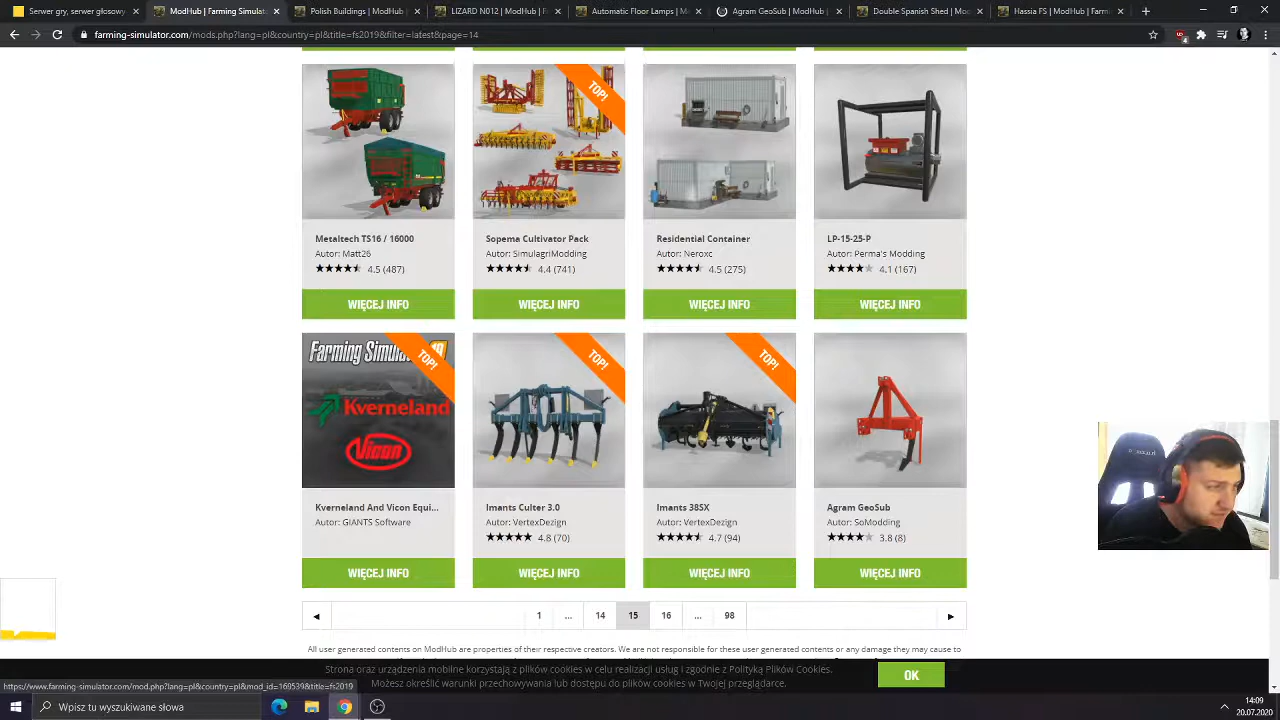 Serwer gry, serwer głosowy
ModHub | Farming Simulat
Polish Buildings | ModHub |
LIZARD N012 | ModHub | F
Automatic Floor Lamps | M
Agram GeoSub | ModHub |
Double Spanish Shed | Mod
Hassia FS | ModHub | Farm
farming-simulator.com/mods.php?lang=pl&country=pl&title=fs2019&filter=latest&page=14
TOP!
Metaltech TS16 / 16000
Autor: Matt26
4.5 (487)
WIĘCEJ INFO
Sopema Cultivator Pack
Autor: SimulagriModding
4.4 (741)
WIĘCEJ INFO
Residential Container
Autor: Neroxc
4.5 (275)
WIĘCEJ INFO
LP-15-25-P
Autor: Perma's Modding
4.1 (167)
WIĘCEJ INFO
Farming Simulator 19
TOP!
Kverneland
Vicon
Kverneland And Vicon Equi...
Autor: GIANTS Software
WIĘCEJ INFO
TOP!
Imants Culter 3.0
Autor: VertexDezign
4.8 (70)
WIĘCEJ INFO
TOP!
Imants 38SX
Autor: VertexDezign
4.7 (94)
WIĘCEJ INFO
Agram GeoSub
Autor: SoModding
3.8 (8)
WIĘCEJ INFO
◄ 1 ... 14 15 16 ... 98 ►
All user generated contents on ModHub are properties of their respective creators. We are not responsible for these user generated contents or any damage they may cause to
Strona oraz urządzenia mobilne korzystają z plików cookies w celu realizacji usług i zgodnie z Polityką Plików Cookies.
Możesz określić warunki przechowywania lub dostępu do plików cookies w Twojej przeglądarce.
OK
https://www.farming-simulator.com/mod.php?lang=pl&country=pl&mod_id=169539&title=fs2019
Wpisz tu wyszukiwane słowa
14:09
20.07.2020